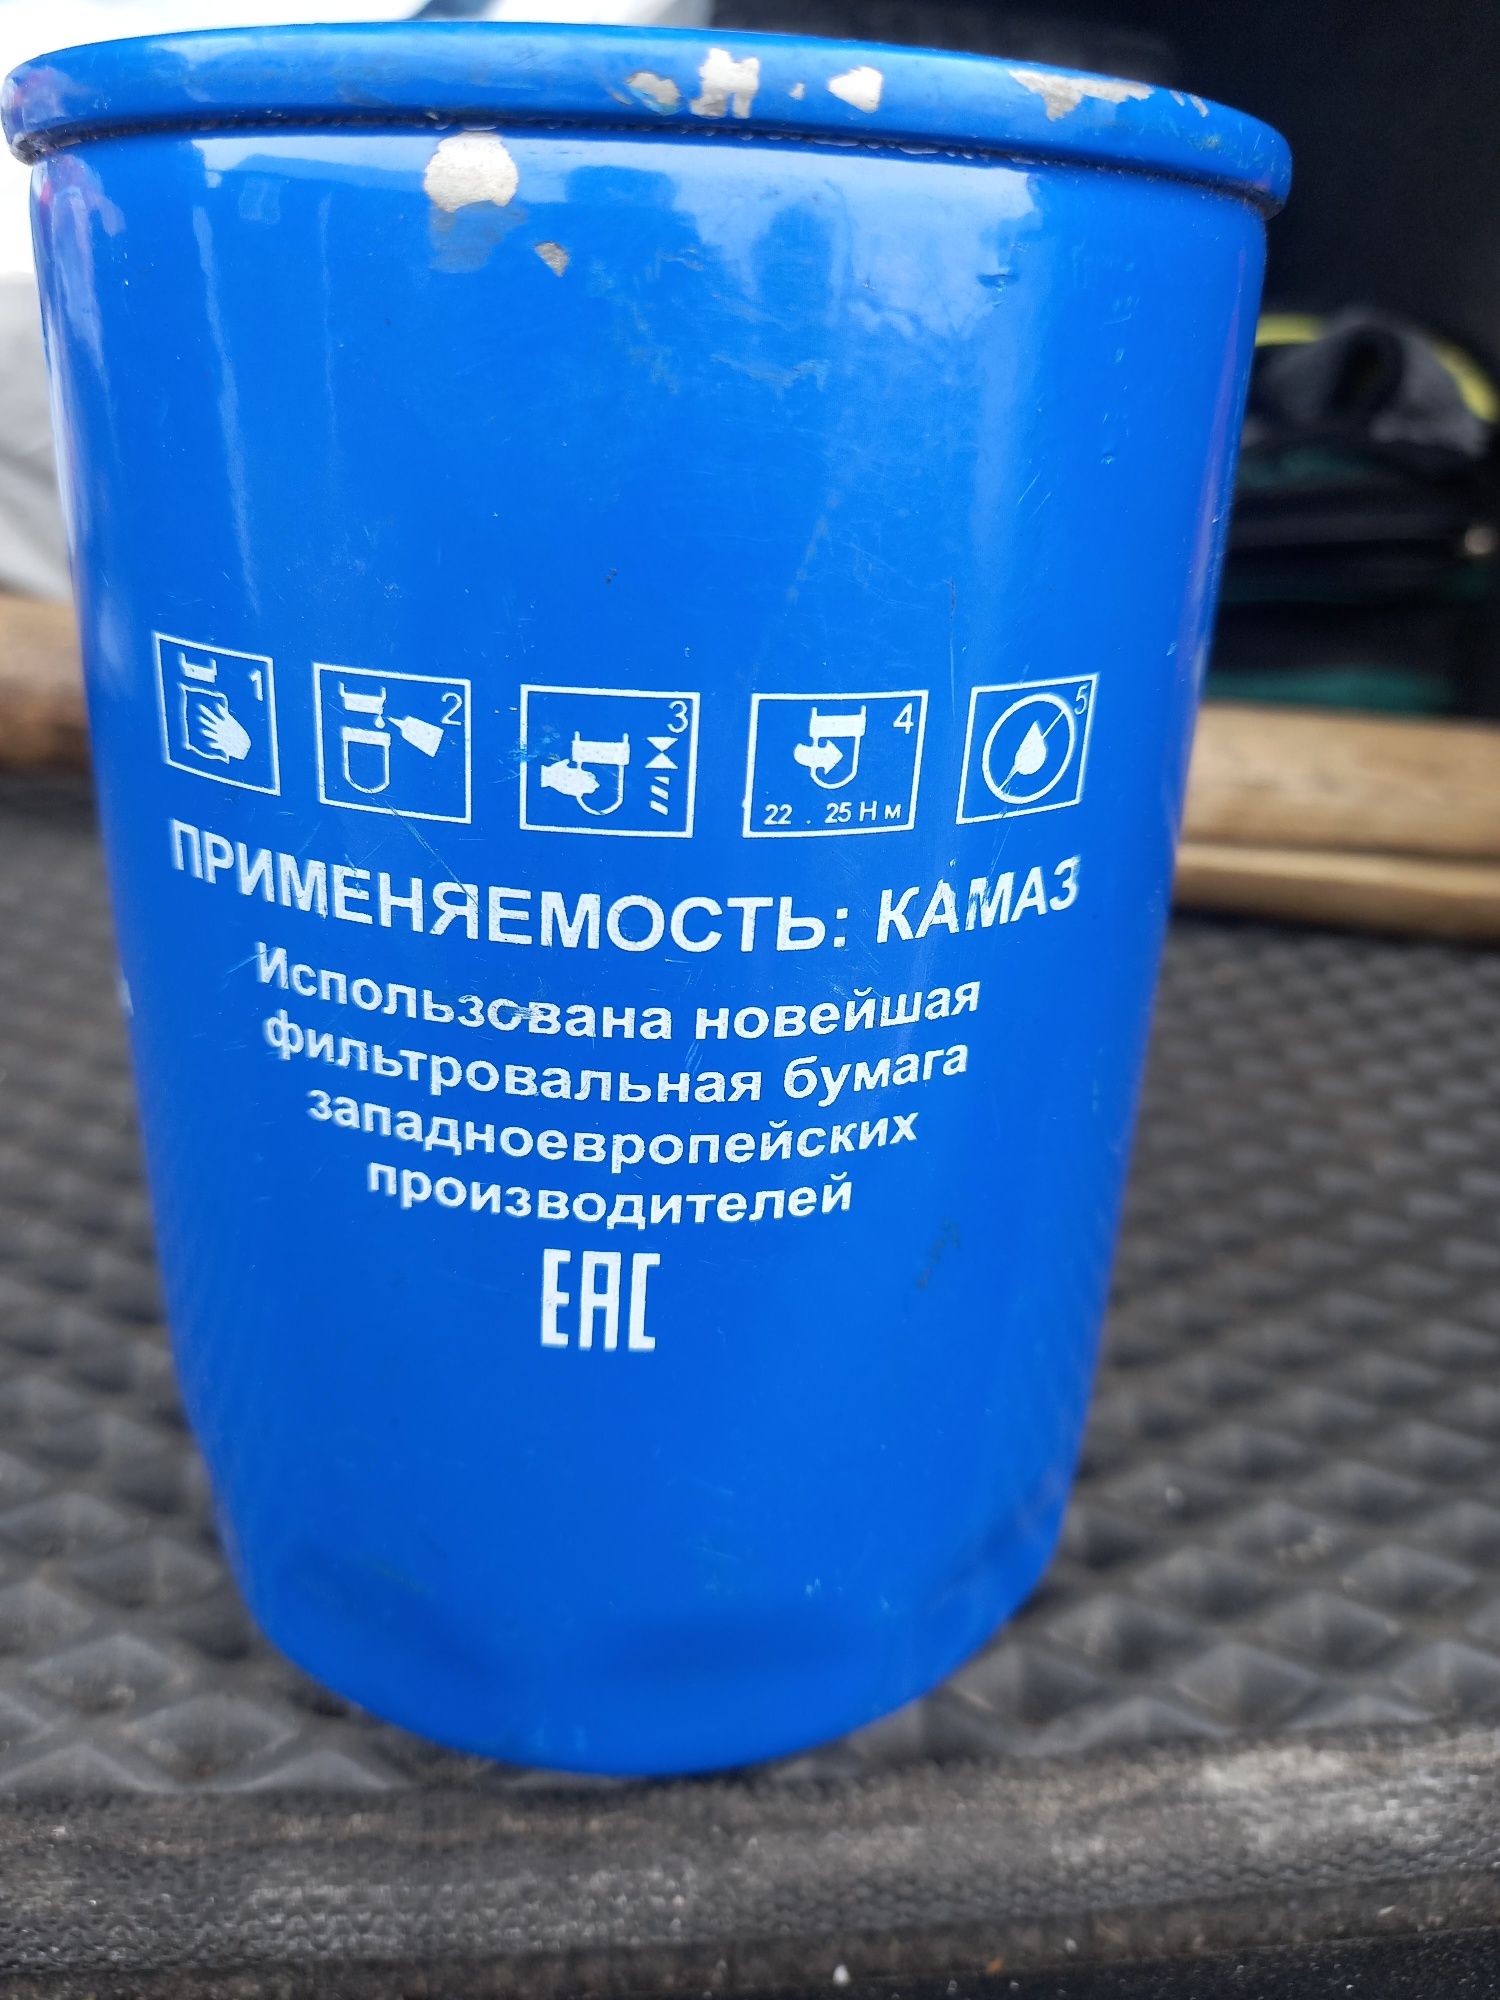 1
2
3
4
5
22 . 25 Н м
ПРИМЕНЯЕМОСТЬ: КАМАЗ
Использована новейшая
фильтровальная бумага
западноевропейских
производителей
ЕАС